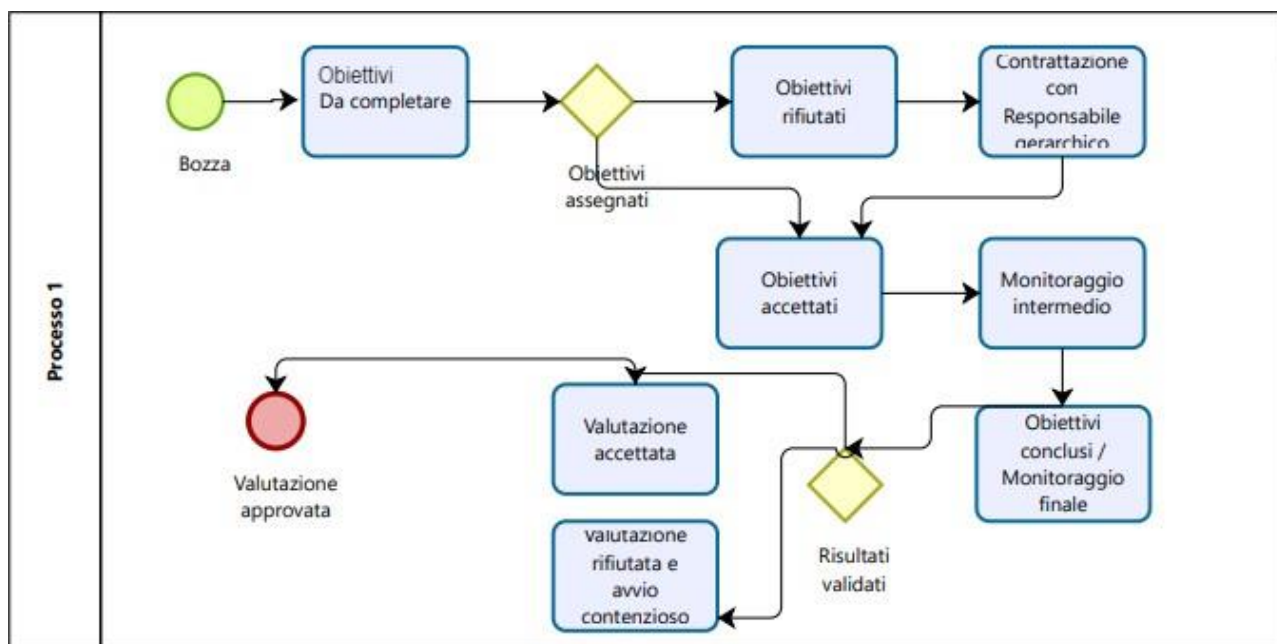 Processo 1
Bozza
Obiettivi
Da completare
Obiettivi
assegnati
Obiettivi
rifiutati
Contrattazione
con
Responsabile
gerarchico
Obiettivi
accettati
Monitoraggio
intermedio
Obiettivi
conclusi /
Monitoraggio
finale
Risultati
validati
Valutazione
accettata
Valutazione
rifiutata e
avvio
contenzioso
Valutazione
approvata